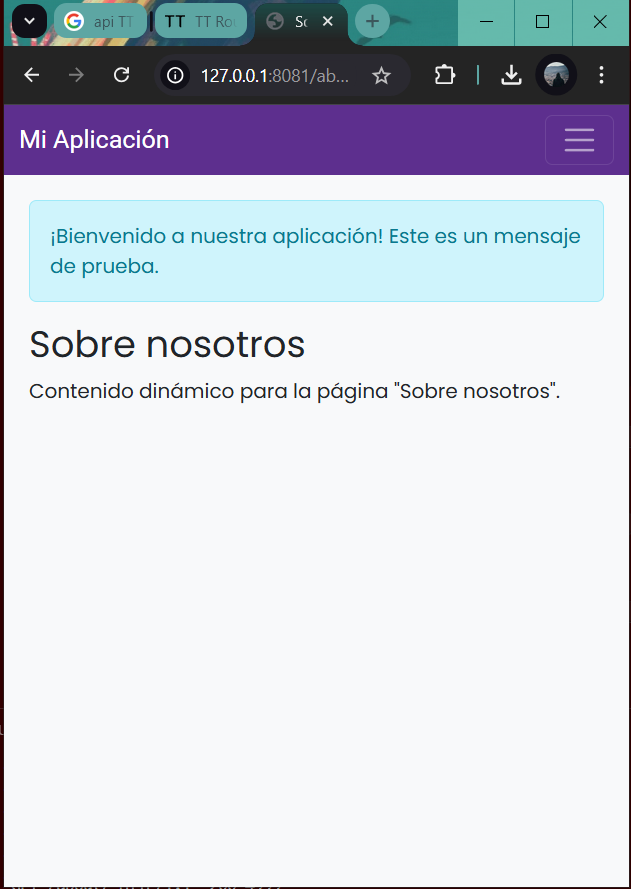 api TT
TT
TT Ro
So
127.0.0.1:8081/ab...
Mi Aplicación
¡Bienvenido a nuestra aplicación! Este es un mensaje
de prueba.
Sobre nosotros
Contenido dinámico para la página "Sobre nosotros".